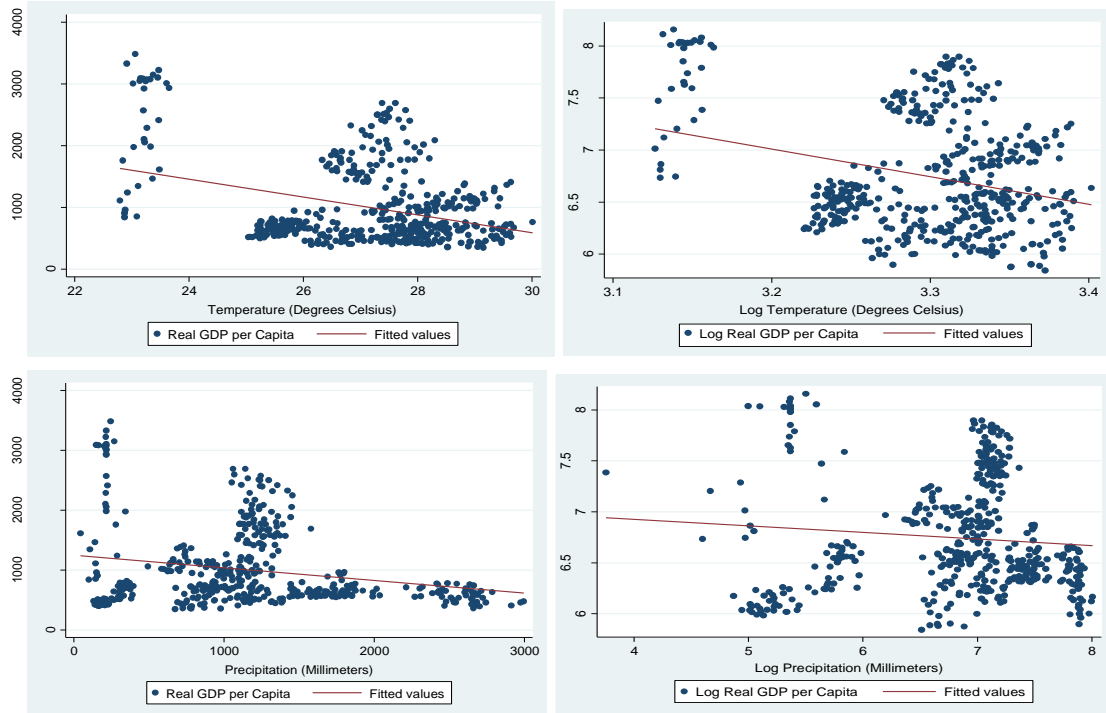 4000
3000
2000
1000
0
22 24 26 28 30
Temperature (Degrees Celsius)
Real GDP per Capita Fitted values
8
7.5
7
6.5
6
3.1 3.2 3.3 3.4
Log Temperature (Degrees Celsius)
Log Real GDP per Capita Fitted values
4000
3000
2000
1000
0
0 1000 2000 3000
Precipitation (Millimeters)
Real GDP per Capita Fitted values
8
7.5
7
6.5
6
4 5 6 7 8
Log Precipitation (Millimeters)
Log Real GDP per Capita Fitted values